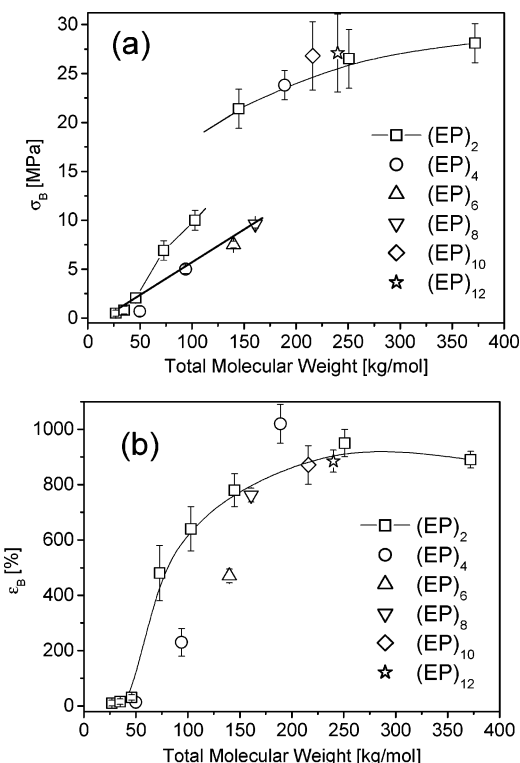 (a)
30
25
20
15
10
5
0
σB [MPa]
(EP)2
(EP)4
(EP)6
(EP)8
(EP)10
(EP)12
0 50 100 150 200 250 300 350 400
Total Molecular Weight [kg/mol]
(b)
1000
800
600
400
200
0
εB [%]
(EP)2
(EP)4
(EP)6
(EP)8
(EP)10
(EP)12
0 50 100 150 200 250 300 350 400
Total Molecular Weight [kg/mol]